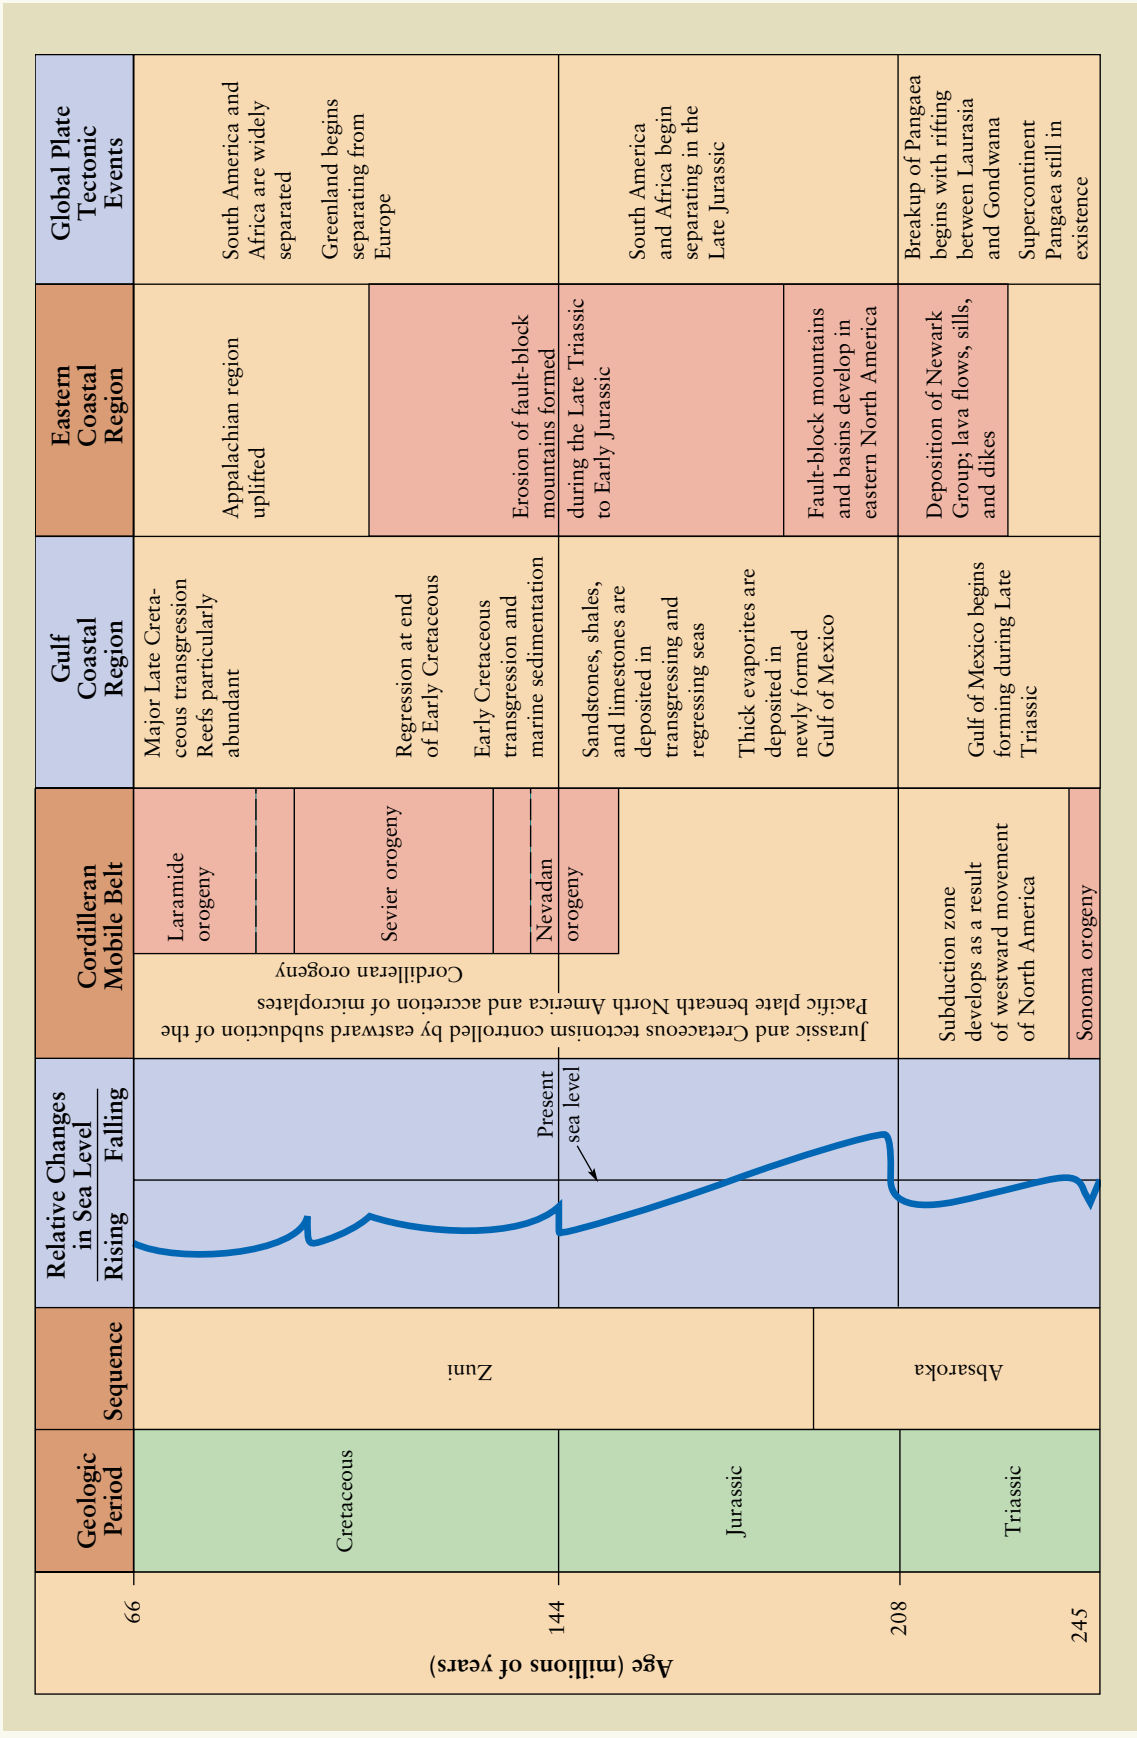 Age (millions of years)
66
144
208
245
Geologic
Period
Cretaceous
Jurassic
Triassic
Sequence
Zuni
Absaroka
Relative Changes
in Sea Level
Rising
Falling
Present
sea level
Cordilleran
Mobile Belt
Laramide
orogeny
Sevier orogeny
Nevadan
orogeny
Cordilleran orogeny
Jurassic and Cretaceous tectonism controlled by eastward subduction of the
Pacific plate beneath North America and accretion of microplates
Subduction zone
develops as a result
of westward movement
of North America
Sonoma orogeny
Gulf
Coastal
Region
Major Late Creta-
ceous transgression
Reefs particularly
abundant
Regression at end
of Early Cretaceous
Early Cretaceous
transgression and
marine sedimentation
Sandstones, shales,
and limestones are
deposited in
transgressing and
regressing seas
Thick evaporites are
deposited in
newly formed
Gulf of Mexico
Gulf of Mexico begins
forming during Late
Triassic
Eastern
Coastal
Region
Appalachian region
uplifted
Erosion of fault-block
mountains formed
during the Late Triassic
to Early Jurassic
Fault-block mountains
and basins develop in
eastern North America
Deposition of Newark
Group; lava flows, sills,
and dikes
Global Plate
Tectonic
Events
South America and
Africa are widely
separated
Greenland begins
separating from
Europe
South America
and Africa begin
separating in the
Late Jurassic
Breakup of Pangaea
begins with rifting
between Laurasia
and Gondwana
Supercontinent
Pangaea still in
existence